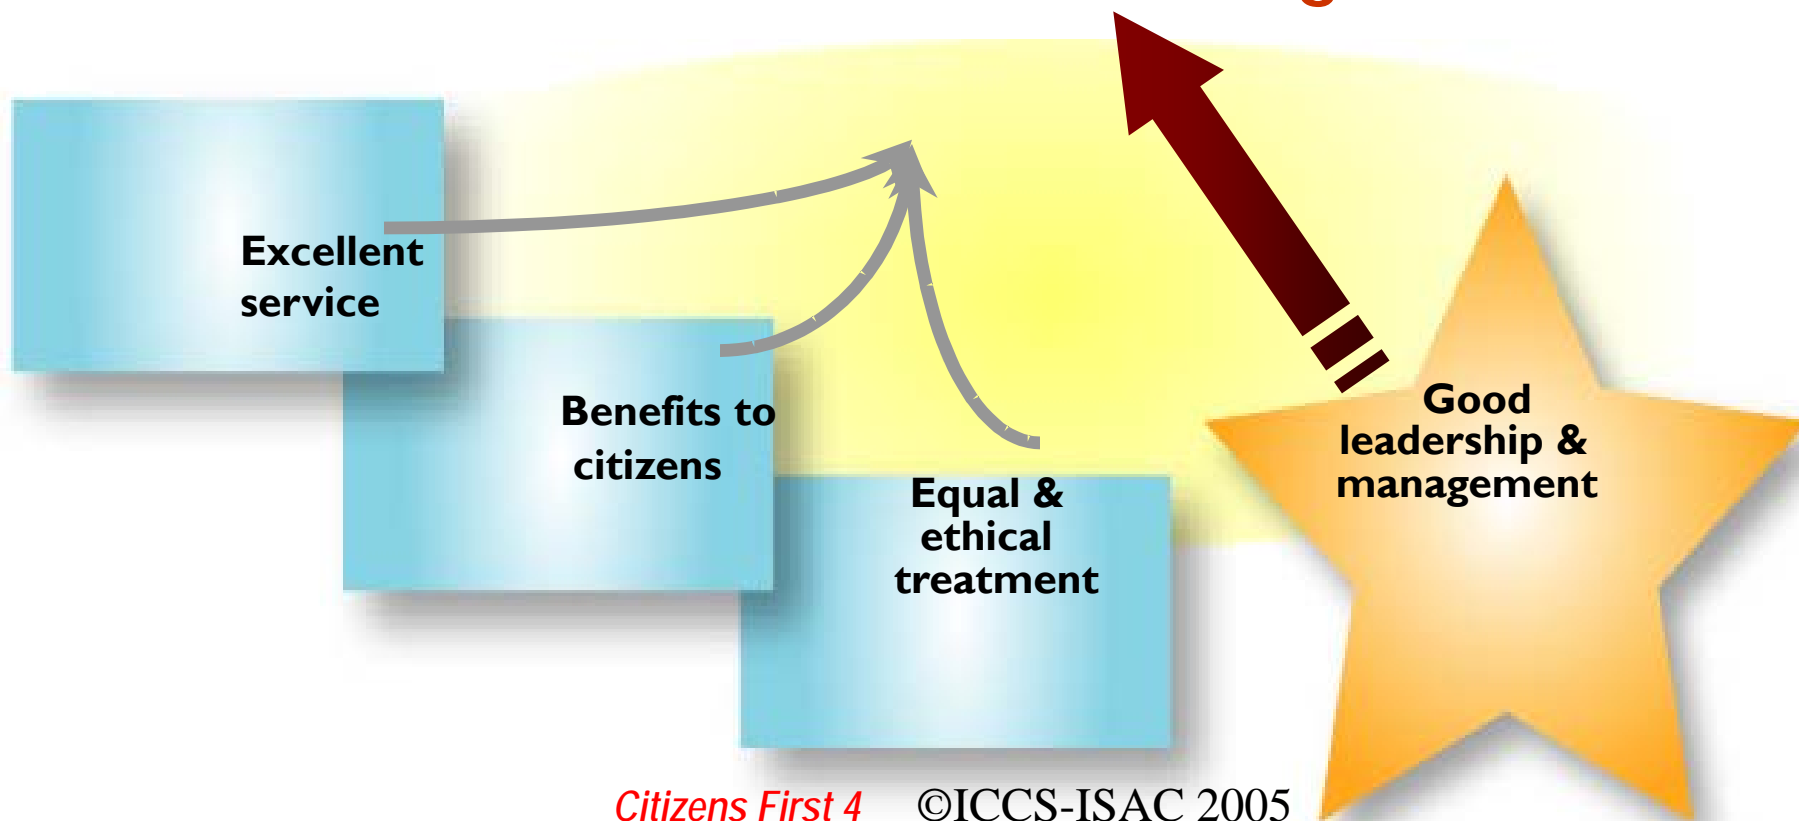 Excellent
service
Benefits to
citizens
Equal &
ethical
treatment
Good
leadership &
management
Citizens First 4 ©ICCS-ISAC 2005